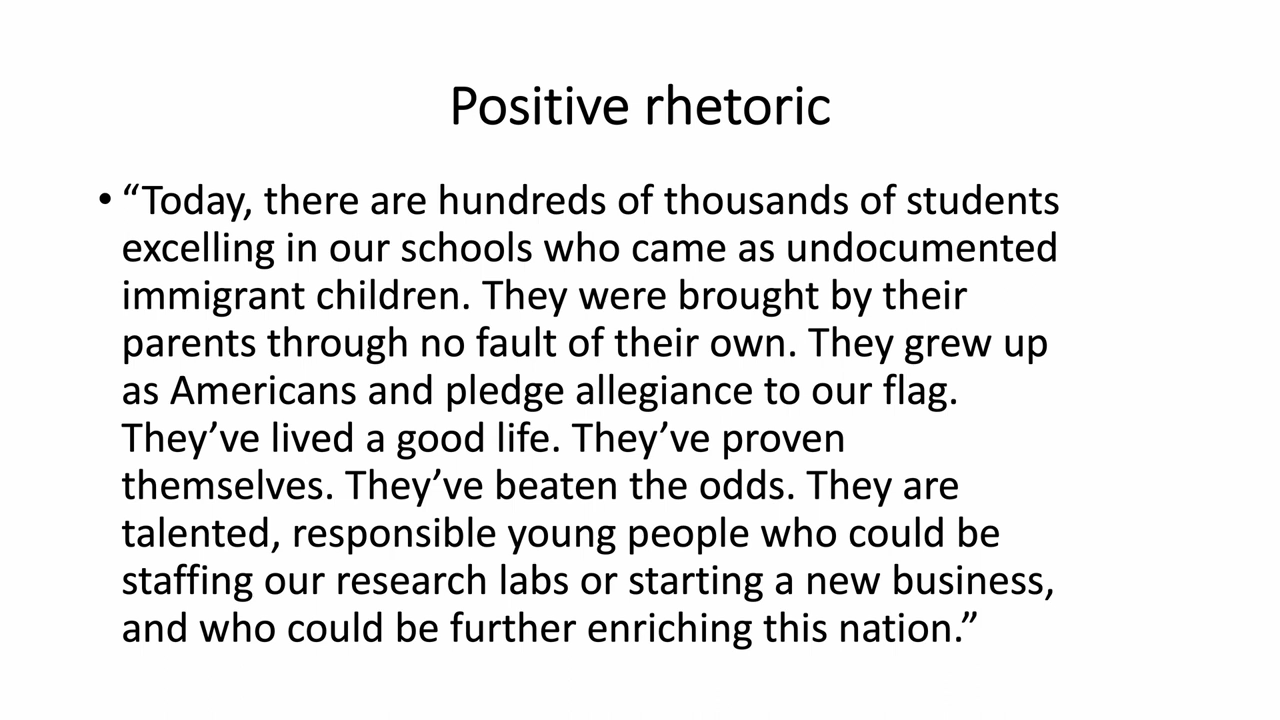 Positive rhetoric
• “Today, there are hundreds of thousands of students
excelling in our schools who came as undocumented
immigrant children. They were brought by their
parents through no fault of their own. They grew up
as Americans and pledge allegiance to our flag.
They’ve lived a good life. They’ve proven
themselves. They’ve beaten the odds. They are
talented, responsible young people who could be
staffing our research labs or starting a new business,
and who could be further enriching this nation.”